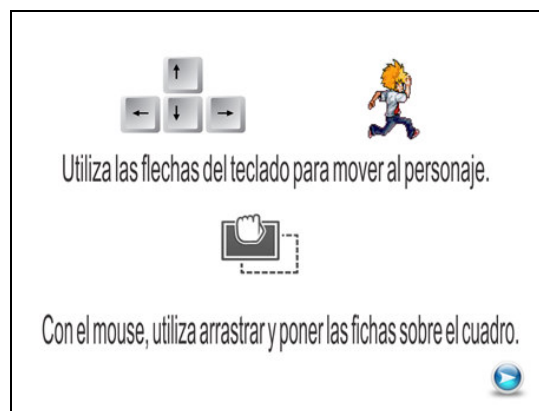 ↑
← ↓ →
Utiliza las flechas del teclado para mover al personaje.
Con el mouse, utiliza arrastrar y poner las fichas sobre el cuadro.